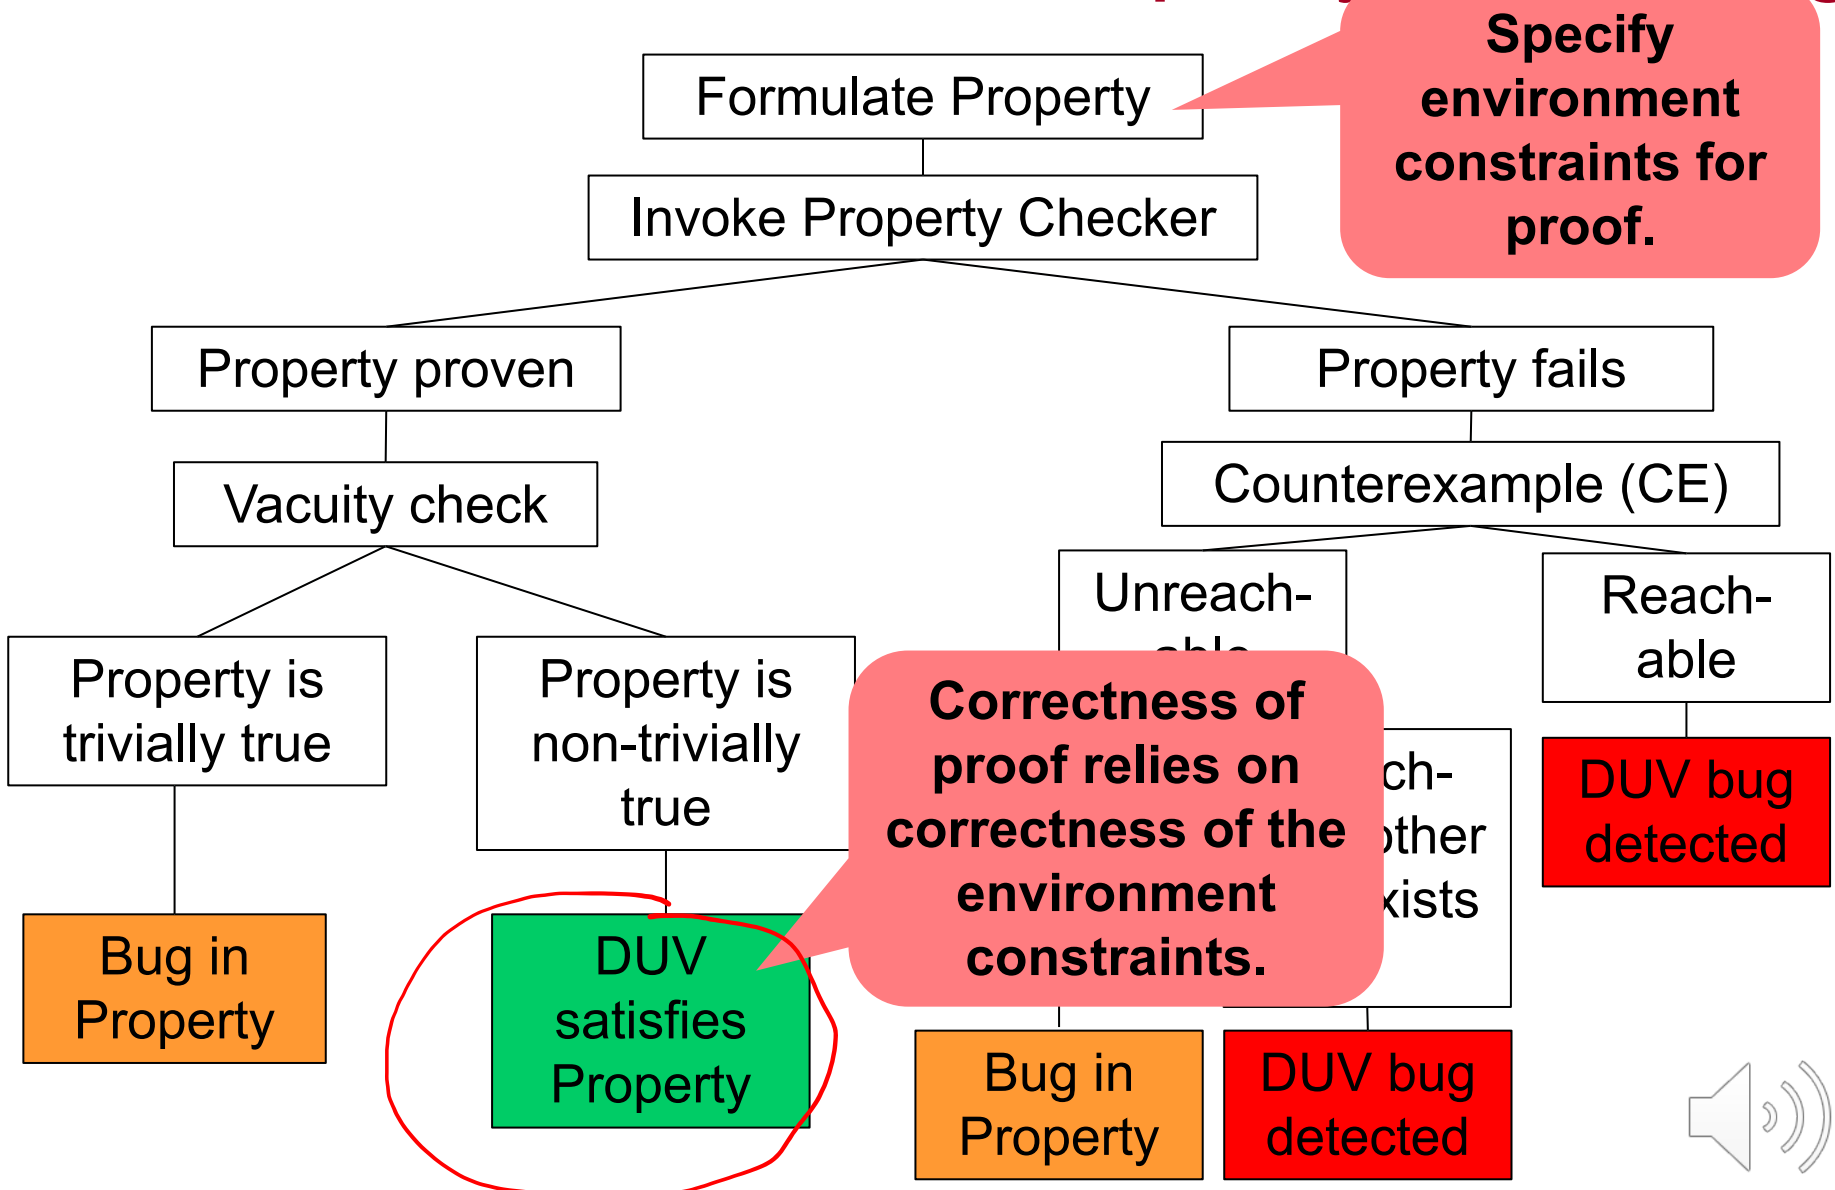 Specify
environment
constraints for
proof.
Formulate Property
Invoke Property Checker
Property proven
Property fails
Vacuity check
Counterexample (CE)
Unreach-
able
Reach-
able
Property is
trivially true
Property is
non-trivially
true
Correctness of
proof relies on
correctness of the
environment
constraints.
DUV bug
detected
Bug in
Property
DUV
satisfies
Property
Bug in
Property
DUV bug
detected